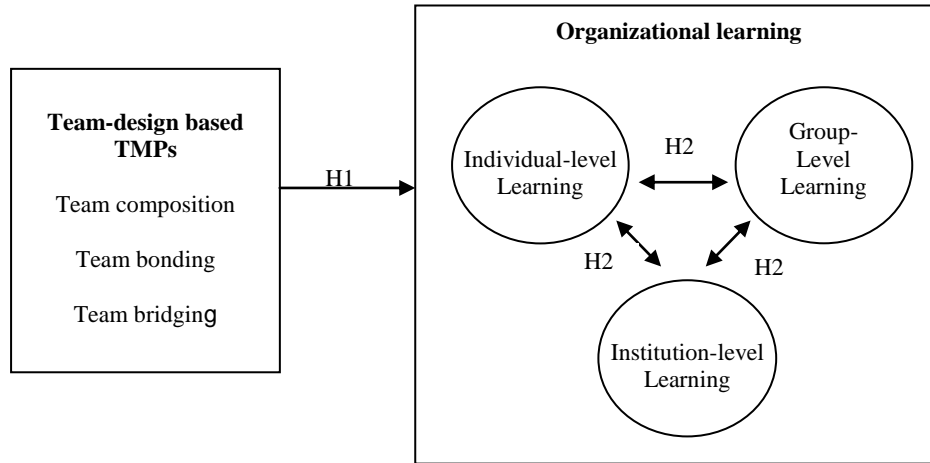 Organizational learning
Team-design based
TMPs
Team composition
Team bonding
Team bridging
H1
Individual-level
Learning
H2
Group-
Level
Learning
H2
H2
Institution-level
Learning